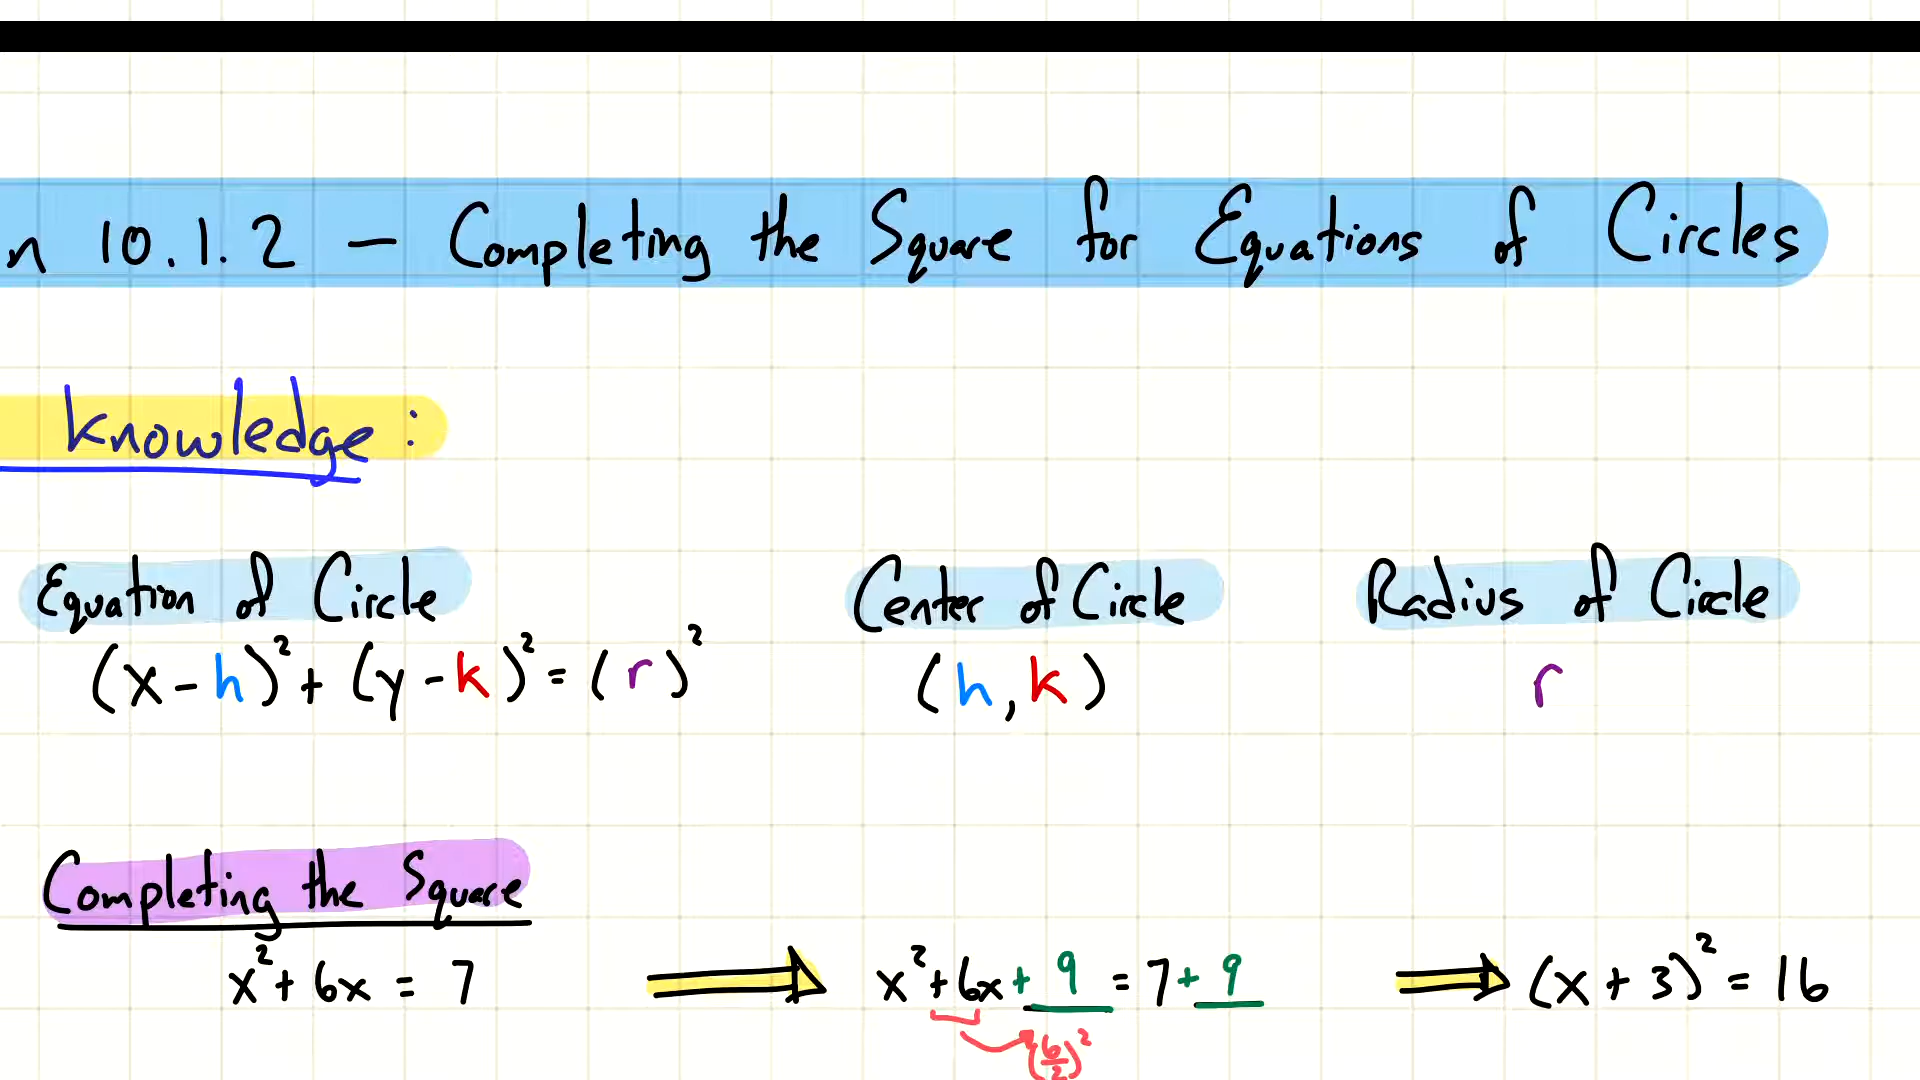 n 10.1.2 — Completing the Square for Equations of Circles
knowledge:
Equation of Circle Center of Circle Radius of Circle
(x - h)² + (y - k)² = (r)² (h, k) r
Completing the Square
x² + 6x = 7 ⟹ x² + 6x + 9 = 7 + 9 ⟹ (x + 3)² = 16
(6/2)²